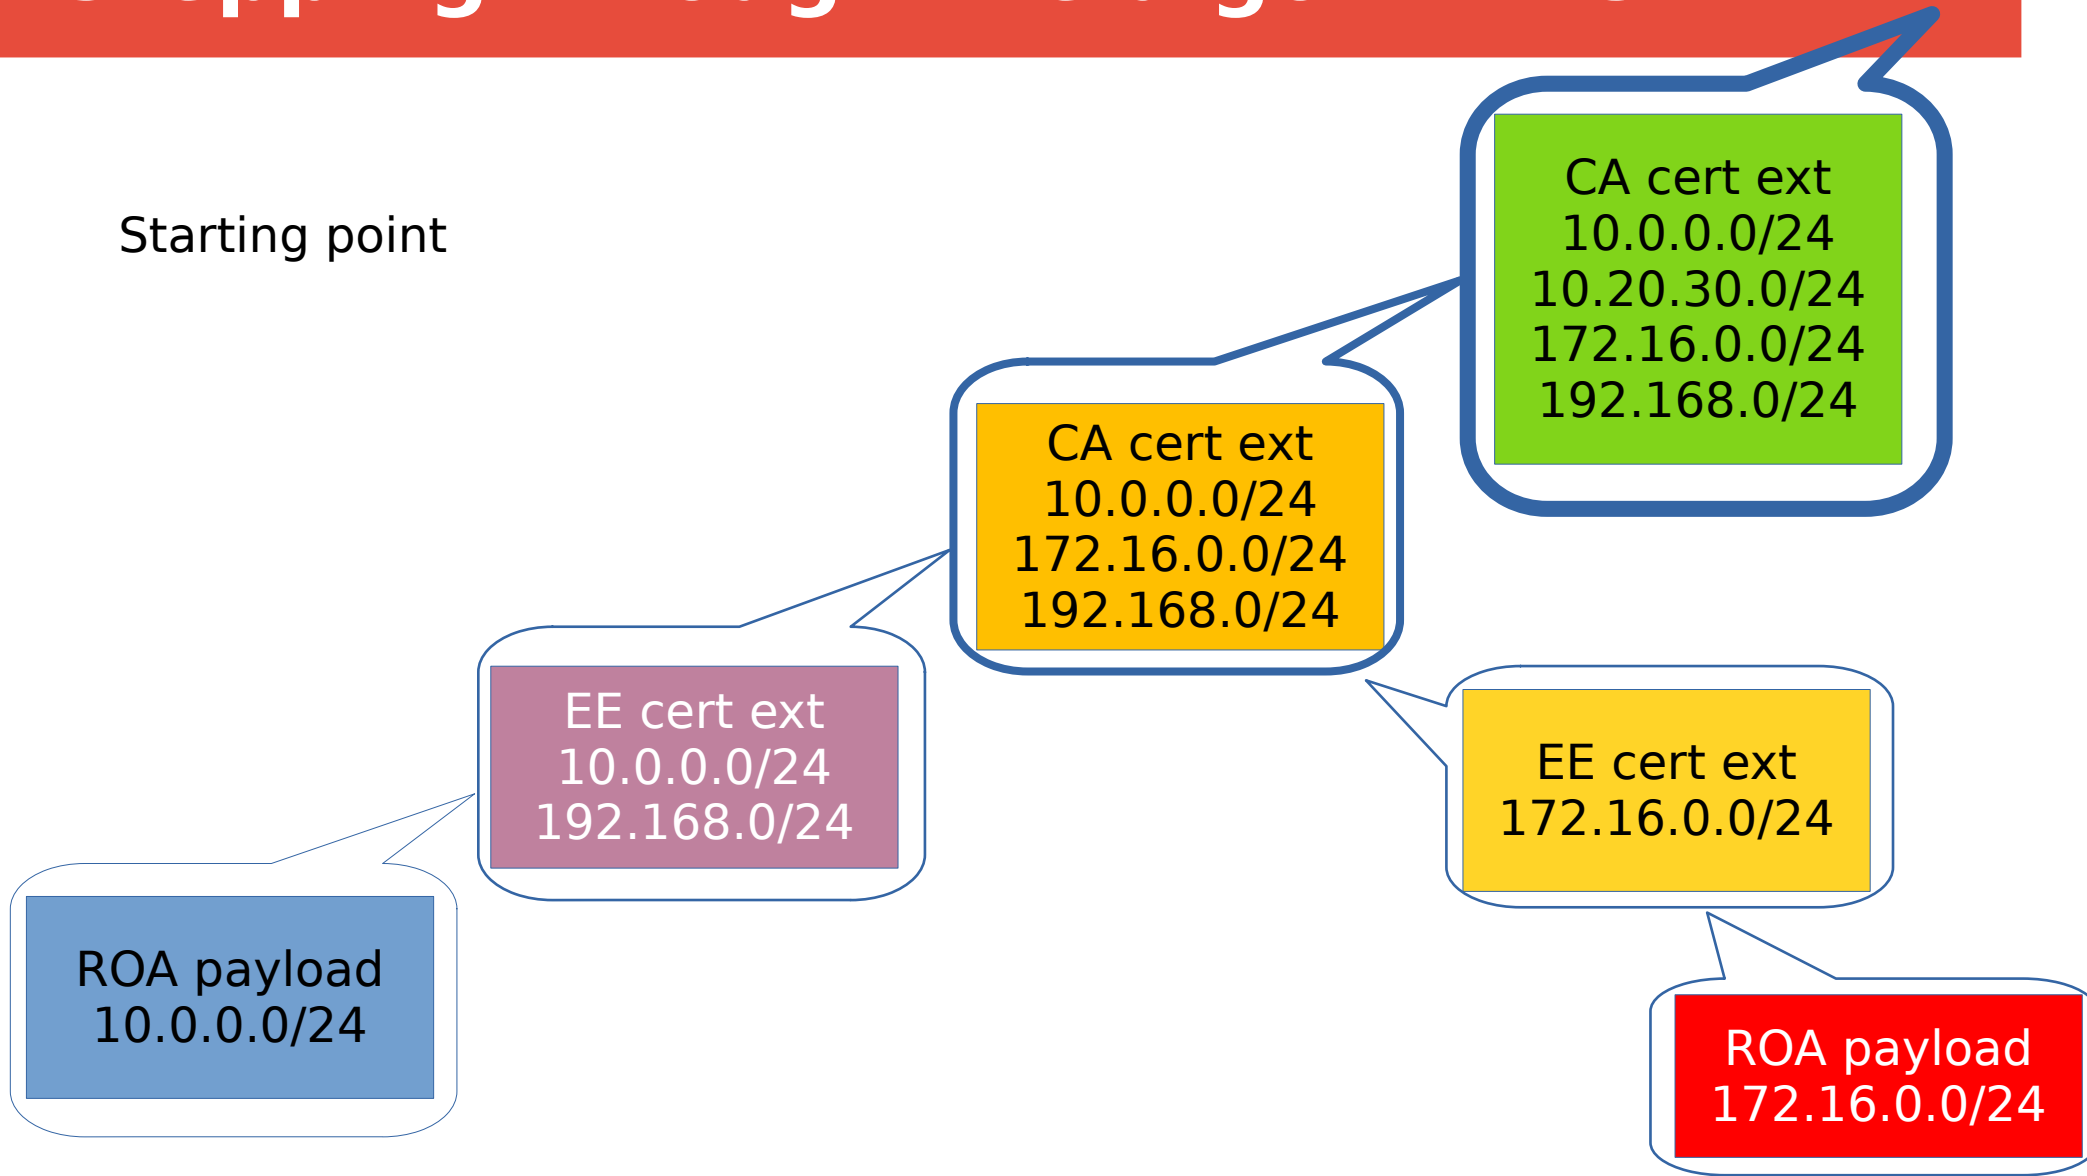 Starting point
CA cert ext
10.0.0.0/24
10.20.30.0/24
172.16.0.0/24
192.168.0/24
CA cert ext
10.0.0.0/24
172.16.0.0/24
192.168.0/24
EE cert ext
10.0.0.0/24
192.168.0/24
EE cert ext
172.16.0.0/24
ROA payload
10.0.0.0/24
ROA payload
172.16.0.0/24